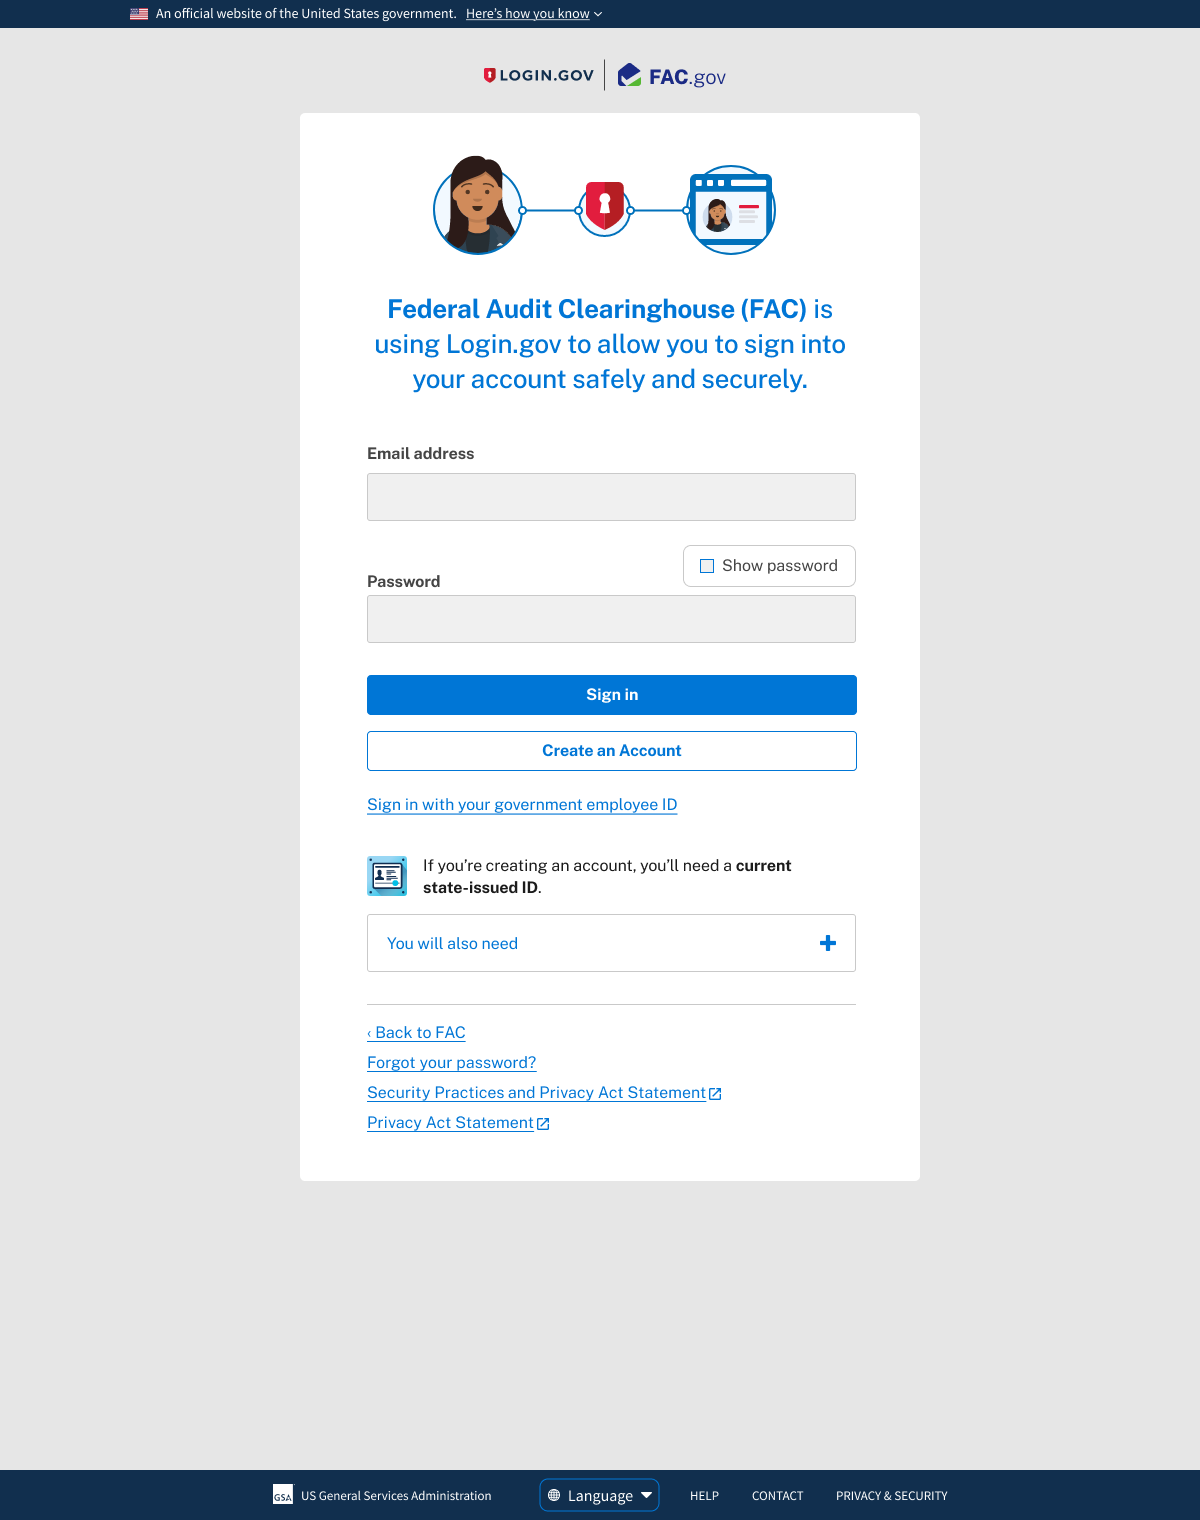 An official website of the United States government. Here's how you know
LOGIN.GOV FAC.gov
Federal Audit Clearinghouse (FAC) is
using Login.gov to allow you to sign into
your account safely and securely.
Email address
Show password
Password
Sign in
Create an Account
Sign in with your government employee ID
If you’re creating an account, you’ll need a current
state-issued ID.
You will also need
‹ Back to FAC
Forgot your password?
Security Practices and Privacy Act Statement
Privacy Act Statement
GSA US General Services Administration Language HELP CONTACT PRIVACY & SECURITY